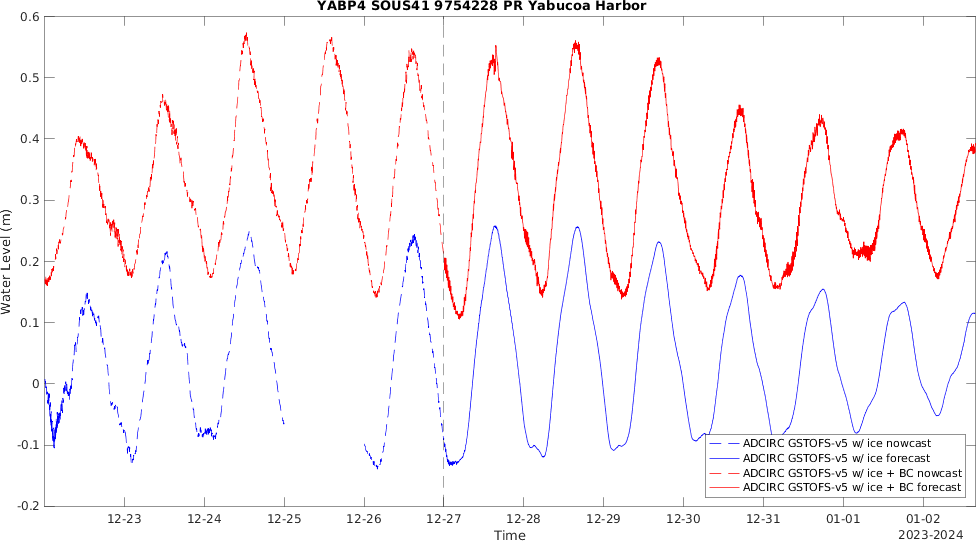 YABP4 SOUS41 9754228 PR Yabucoa Harbor
0.6
0.5
0.4
0.3
0.2
0.1
0
-0.1
-0.2
Water Level (m)
ADCIRC GSTOFS-v5 w/ ice nowcast
ADCIRC GSTOFS-v5 w/ ice forecast
ADCIRC GSTOFS-v5 w/ ice + BC nowcast
ADCIRC GSTOFS-v5 w/ ice + BC forecast
12-23 12-24 12-25 12-26 12-27 12-28 12-29 12-30 12-31 01-01 01-02
Time
2023-2024